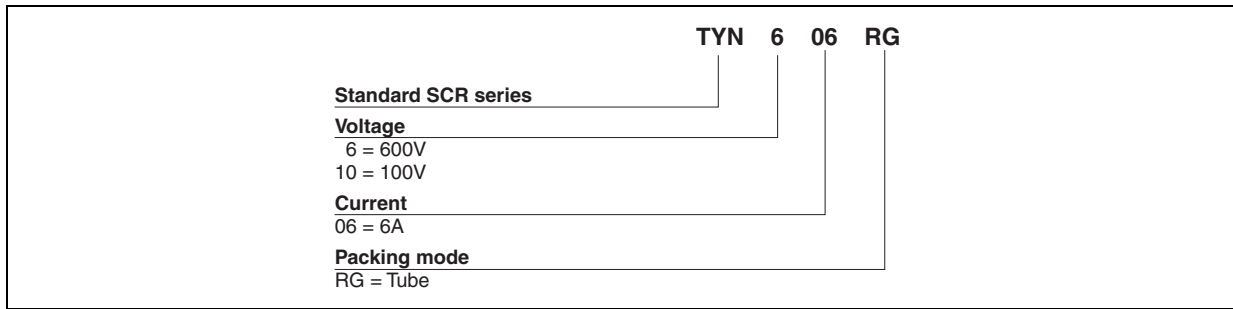 TYN 6 06 RG
Standard SCR series
Voltage
6 = 600V
10 = 100V
Current
06 = 6A
Packing mode
RG = Tube